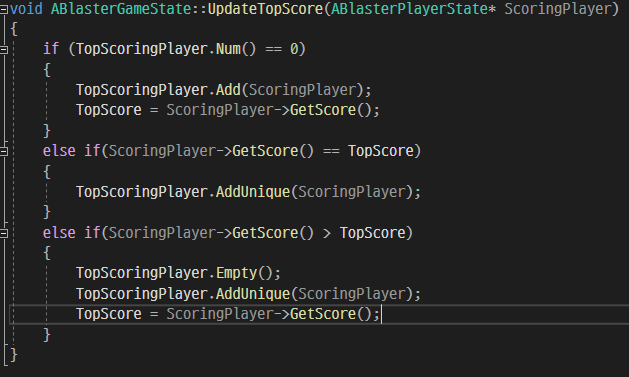 void ABlasterGameState::UpdateTopScore(ABlasterPlayerState* ScoringPlayer)
{
    if (TopScoringPlayer.Num() == 0)
    {
        TopScoringPlayer.Add(ScoringPlayer);
        TopScore = ScoringPlayer->GetScore();
    }
    else if(ScoringPlayer->GetScore() == TopScore)
    {
        TopScoringPlayer.AddUnique(ScoringPlayer);
    }
    else if(ScoringPlayer->GetScore() > TopScore)
    {
        TopScoringPlayer.Empty();
        TopScoringPlayer.AddUnique(ScoringPlayer);
        TopScore = ScoringPlayer->GetScore();
    }
}